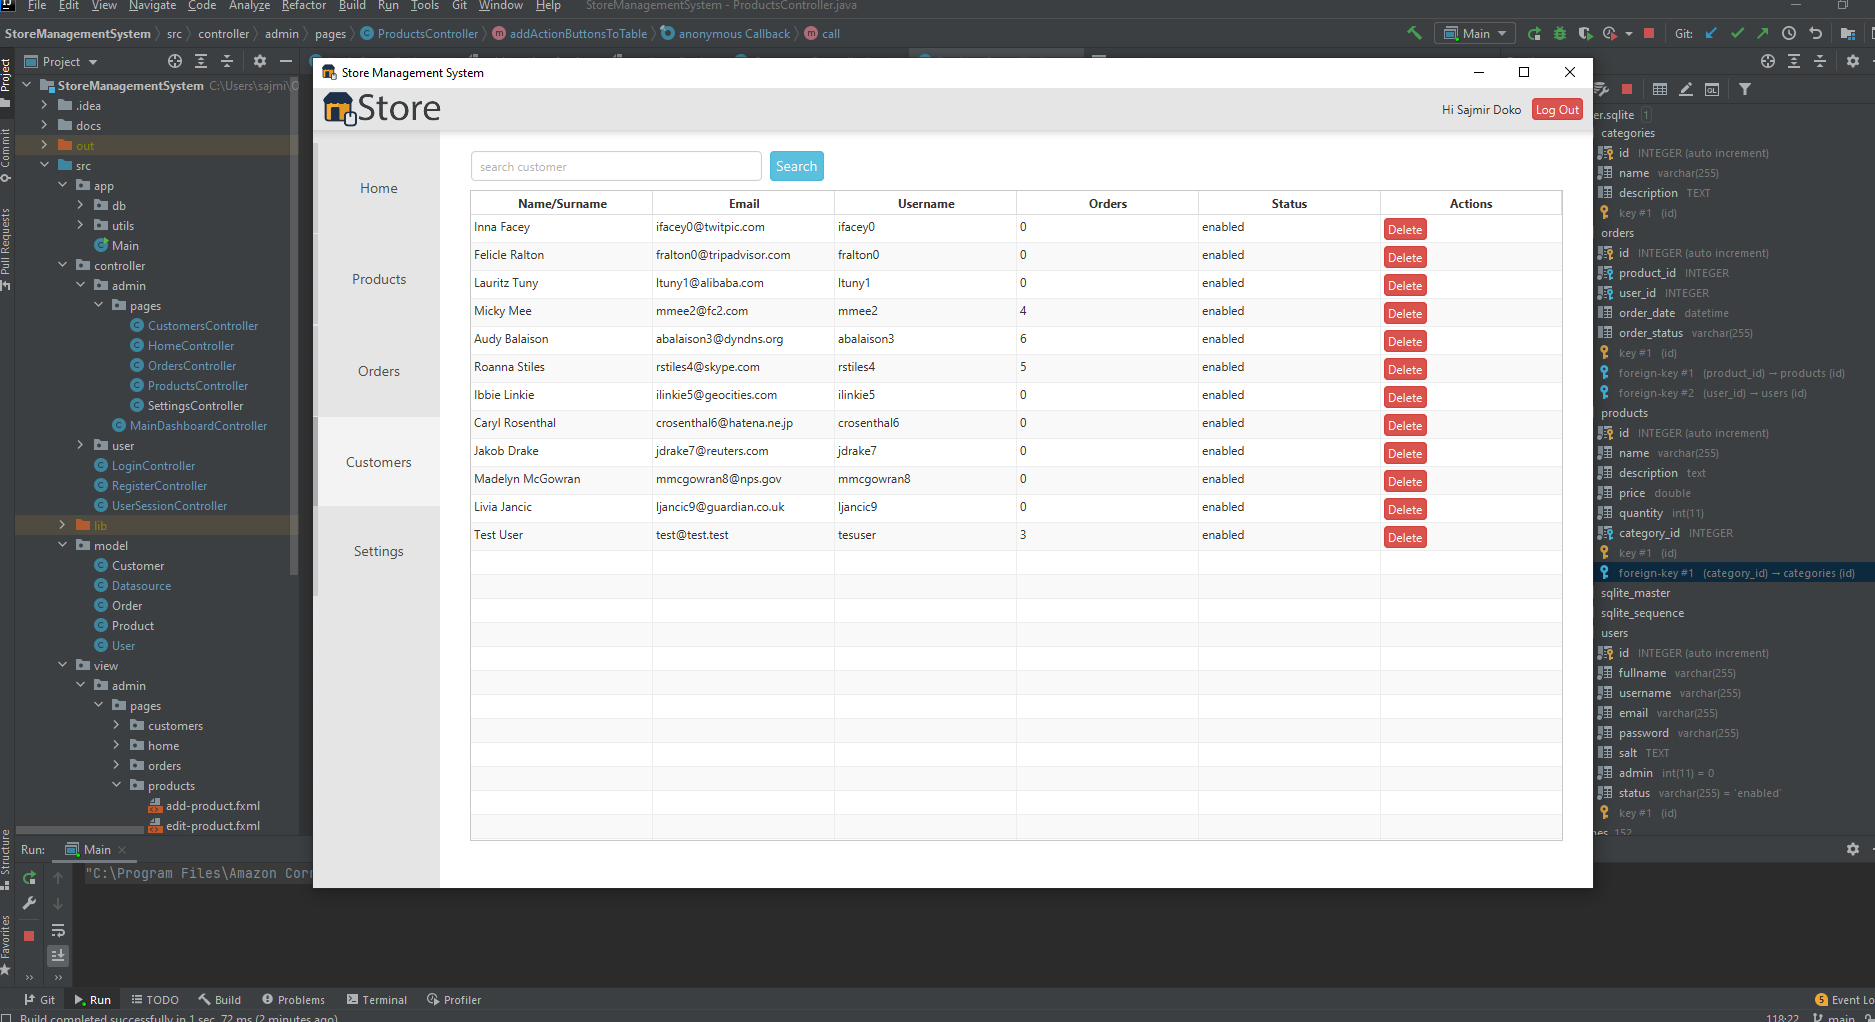 File Edit View Navigate Code Analyze Refactor Build Run Tools Git Window Help StoreManagementSystem - ProductsController.java
StoreManagementSystem src controller admin pages ProductsController addActionButtonsToTable anonymous Callback call Main Git:
Project
StoreManagementSystem C:\Users\sajmi\O
.idea
docs
out
src
app
db
utils
Main
controller
admin
pages
CustomersController
HomeController
OrdersController
ProductsController
SettingsController
MainDashboardController
user
LoginController
RegisterController
UserSessionController
lib
model
Customer
Datasource
Order
Product
User
view
admin
pages
customers
home
orders
products
add-product.fxml
edit-product.fxml
Project
Commit
Pull Requests
Structure
Favorites
Store Management System
Store
Hi Sajmir Doko Log Out
Home
Products
Orders
Customers
Settings
search customer Search
Name/Surname Email Username Orders Status Actions
Inna Facey ifacey0@twitpic.com ifacey0 0 enabled Delete
Felicle Ralton fralton0@tripadvisor.com fralton0 0 enabled Delete
Lauritz Tuny ltuny1@alibaba.com ltuny1 0 enabled Delete
Micky Mee mmee2@fc2.com mmee2 4 enabled Delete
Audy Balaison abalaison3@dyndns.org abalaison3 6 enabled Delete
Roanna Stiles rstiles4@skype.com rstiles4 5 enabled Delete
Ibbie Linkie ilinkie5@geocities.com ilinkie5 0 enabled Delete
Caryl Rosenthal crosenthal6@hatena.ne.jp crosenthal6 0 enabled Delete
Jakob Drake jdrake7@reuters.com jdrake7 0 enabled Delete
Madelyn McGowran mmcgowran8@nps.gov mmcgowran8 0 enabled Delete
Livia Jancic ljancic9@guardian.co.uk ljancic9 0 enabled Delete
Test User test@test.test tesuser 3 enabled Delete
er.sqlite 1
categories
id INTEGER (auto increment)
name varchar(255)
description TEXT
key #1 (id)
orders
id INTEGER (auto increment)
product_id INTEGER
user_id INTEGER
order_date datetime
order_status varchar(255)
key #1 (id)
foreign-key #1 (product_id) → products (id)
foreign-key #2 (user_id) → users (id)
products
id INTEGER (auto increment)
name varchar(255)
description text
price double
quantity int(11)
category_id INTEGER
key #1 (id)
foreign-key #1 (category_id) → categories (id)
sqlite_master
sqlite_sequence
users
id INTEGER (auto increment)
fullname varchar(255)
username varchar(255)
email varchar(255)
password varchar(255)
salt TEXT
admin int(11) = 0
status varchar(255) = 'enabled'
key #1 (id)
es 152
Run: Main
"C:\Program Files\Amazon Corr
Git Run TODO Build Problems Terminal Profiler 5 Event Lo
Build completed successfully in 1 sec, 72 ms (2 minutes ago) 118:22 main